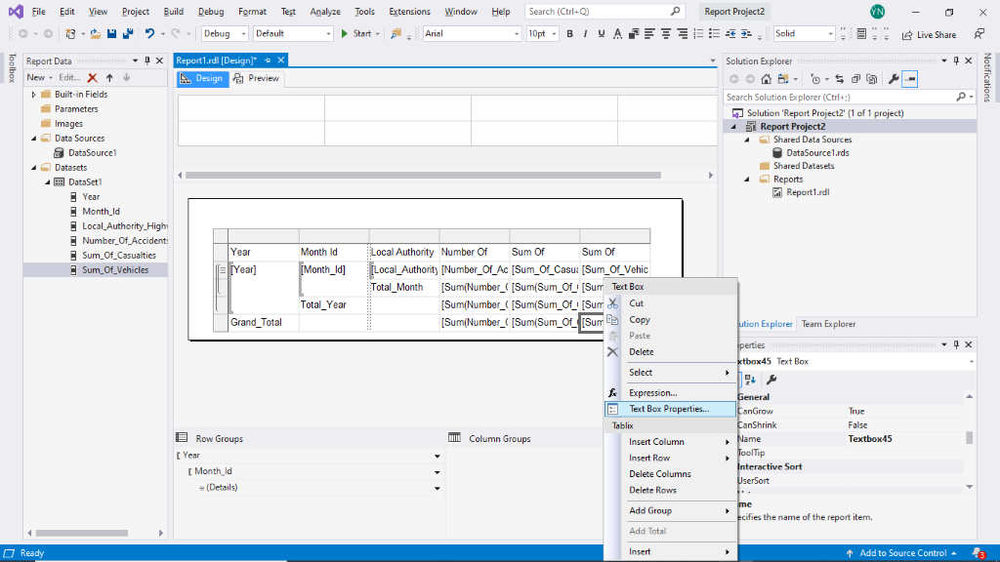 File Edit View Project Build Debug Format Test Analyze Tools Extensions Window Help Search (Ctrl+Q) Report Project2 VN
Debug Default Start Arial 10pt B I U A Solid Live Share
Toolbox
Report Data
New Edit...
Built-in Fields
Parameters
Images
Data Sources
DataSource1
Datasets
DataSet1
Year
Month_Id
Local_Authority_Highw
Number_Of_Accidents
Sum_Of_Casualties
Sum_Of_Vehicles
Report1.rdl [Design]*
Design Preview
Year Month Id Local Authority Number Of Sum Of Sum Of
[Year] [Month_Id] [Local_Authority [Number_Of_Ac [Sum_Of_Casua [Sum_Of_Vehic
Total_Month [Sum(Number_( [Sum(Sum_Of_( [Sum
Total_Year [Sum(Number_( [Sum(Sum_Of_( [Sum
Grand_Total [Sum(Number_( [Sum(Sum_Of_( [Sum
Row Groups Column Groups
[ Year
[ Month_Id
= (Details)
Text Box
Cut
Copy
Paste
Delete
Select
fx Expression...
Text Box Properties...
Tablix
Insert Column
Insert Row
Delete Columns
Delete Rows
Add Group
Add Total
Insert
Solution Explorer
Search Solution Explorer (Ctrl+;)
Solution 'Report Project2' (1 of 1 project)
Report Project2
Shared Data Sources
DataSource1.rds
Shared Datasets
Reports
Report1.rdl
ution Explorer Team Explorer
perties
xtbox45 Text Box
General
CanGrow True
CanShrink False
Name Textbox45
ToolTip
Interactive Sort
UserSort
me
ecifies the name of the report item.
Notifications
Ready Add to Source Control 3